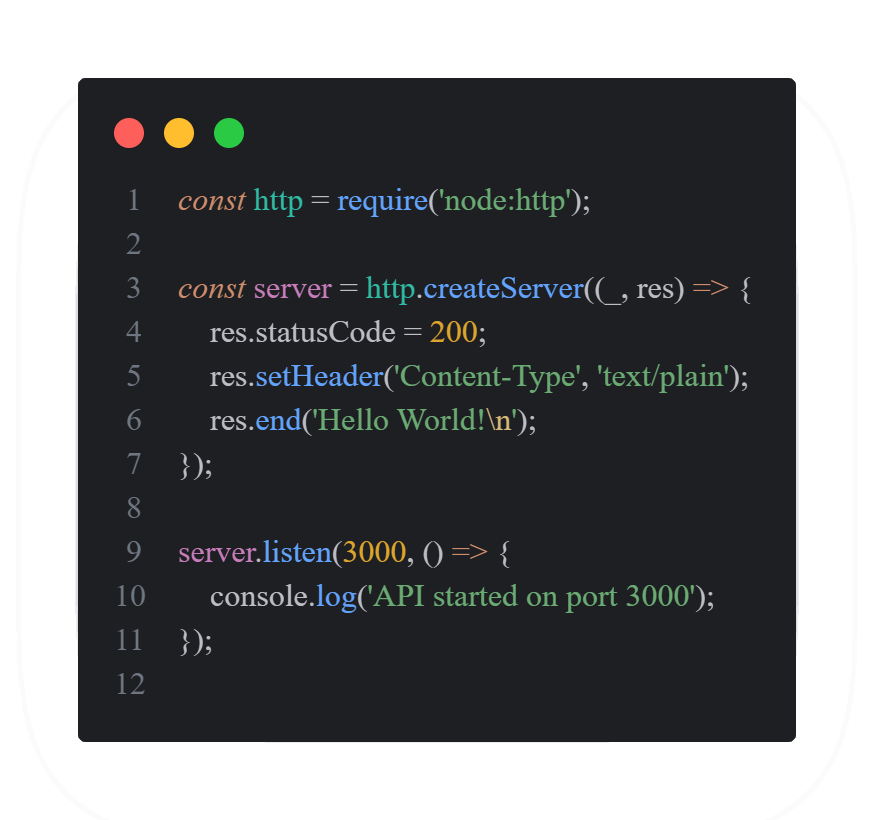 1 const http = require('node:http');
2
3 const server = http.createServer((_, res) => {
4     res.statusCode = 200;
5     res.setHeader('Content-Type', 'text/plain');
6     res.end('Hello World!\n');
7 });
8
9 server.listen(3000, () => {
10     console.log('API started on port 3000');
11 });
12